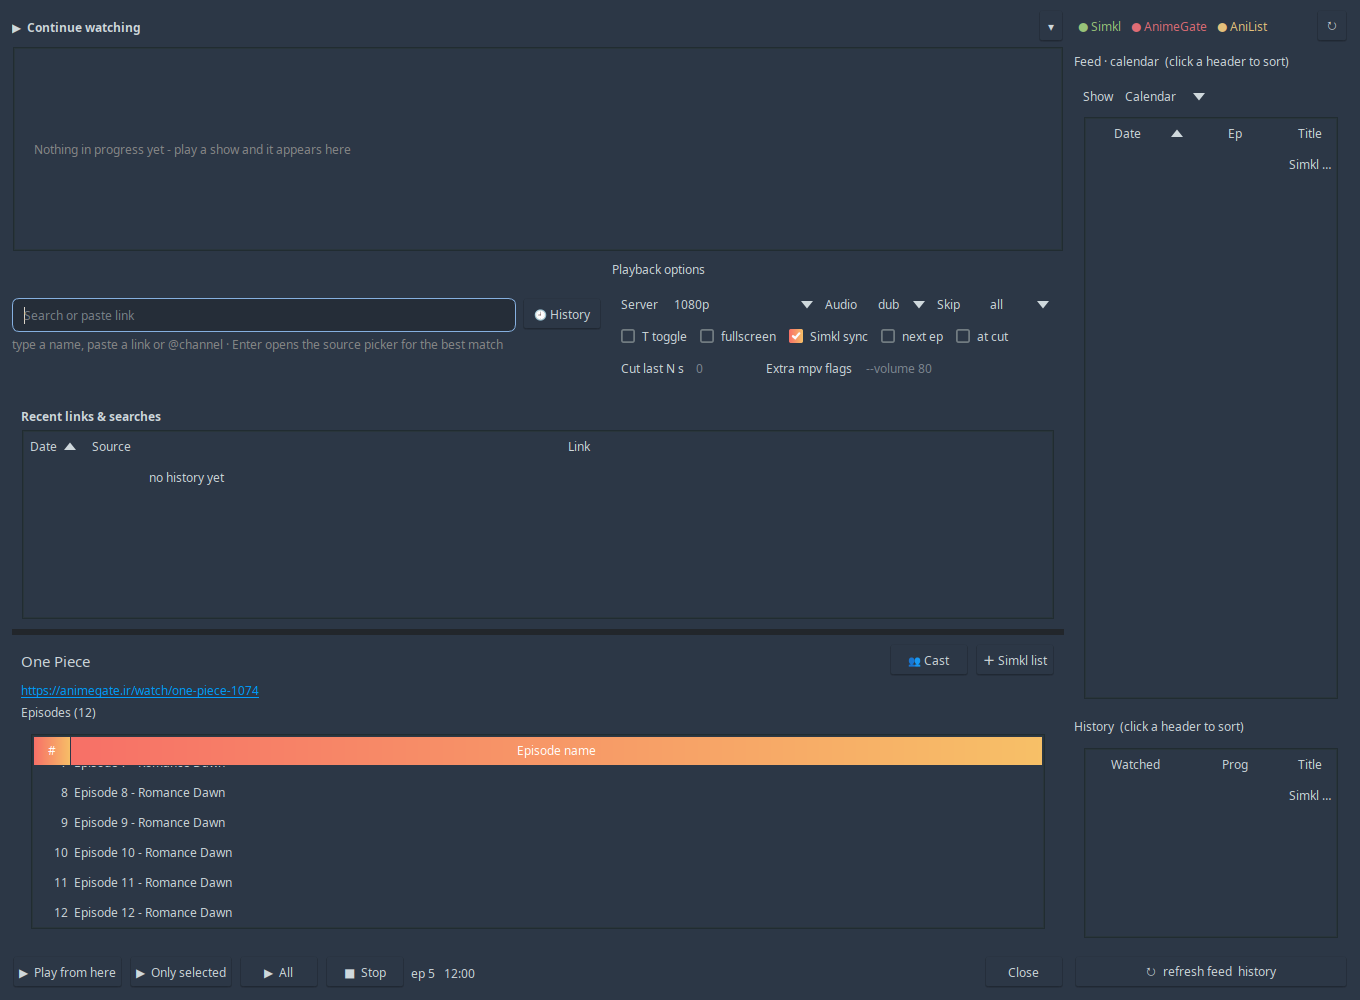 ▶ Continue watching
▼
Simkl AnimeGate AniList
↻
Feed · calendar (click a header to sort)
Show Calendar
Date Ep Title
Simkl ...
Nothing in progress yet - play a show and it appears here
Playback options
Search or paste link
History
type a name, paste a link or @channel · Enter opens the source picker for the best match
Server 1080p Audio dub Skip all
T toggle fullscreen Simkl sync next ep at cut
Cut last N s 0 Extra mpv flags --volume 80
Recent links & searches
Date Source Link
no history yet
One Piece
Cast
+ Simkl list
https://animegate.ir/watch/one-piece-1074
Episodes (12)
# Episode name
8 Episode 8 - Romance Dawn
9 Episode 9 - Romance Dawn
10 Episode 10 - Romance Dawn
11 Episode 11 - Romance Dawn
12 Episode 12 - Romance Dawn
History (click a header to sort)
Watched Prog Title
Simkl ...
▶ Play from here ▶ Only selected ▶ All ■ Stop ep 5 12:00 Close
↻ refresh feed history